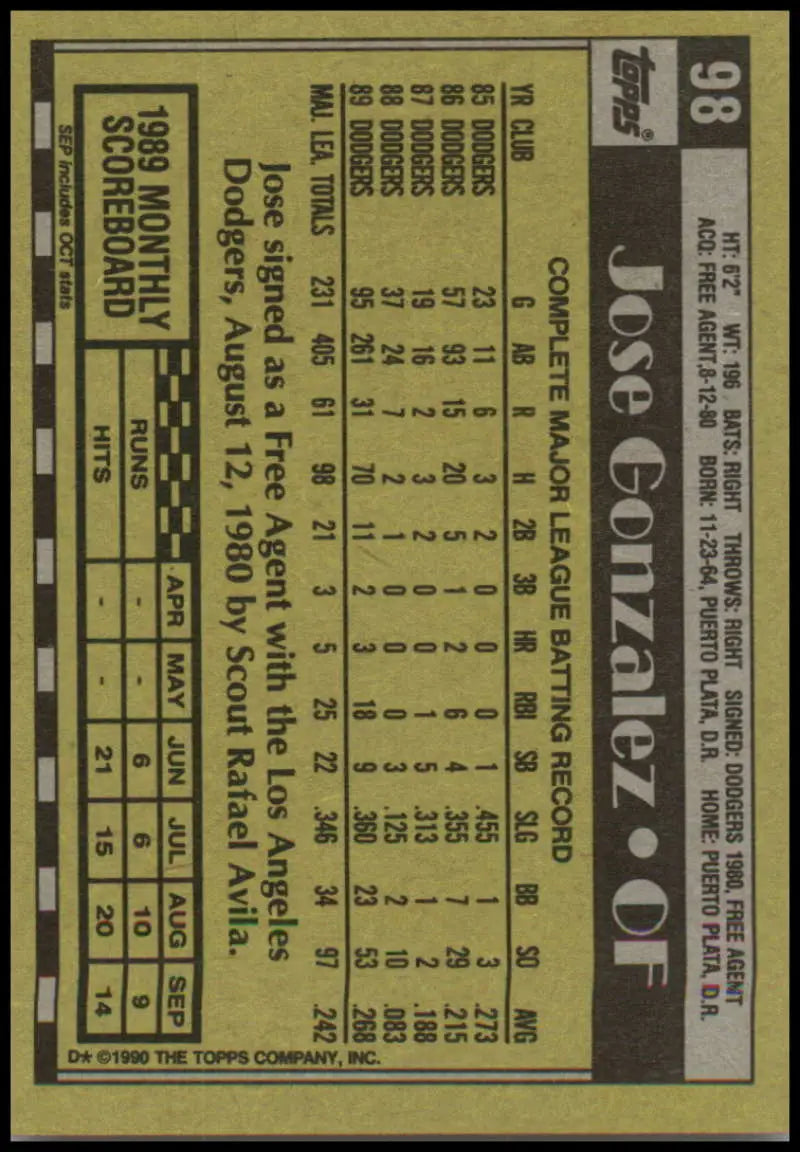 98
HT: 6'2" WT: 196 BATS: RIGHT THROWS: RIGHT SIGNED: DODGERS 1980, FREE AGENT
ACQ: FREE AGENT, 8-12-80 BORN: 11-23-64, PUERTO PLATA, D.R. HOME: PUERTO PLATA, D.R.
topps®
Jose Gonzalez • OF
COMPLETE MAJOR LEAGUE BATTING RECORD
YR CLUB G AB R H 2B 3B HR RBI SB SLG BB SO AVG
85 DODGERS 23 11 6 3 2 0 0 0 1 .455 1 3 .273
86 DODGERS 57 93 15 20 5 1 2 6 4 .355 7 29 .215
87 DODGERS 19 16 2 3 2 0 0 1 5 .313 1 2 .188
88 DODGERS 37 24 7 2 1 0 0 0 3 .125 2 10 .083
89 DODGERS 95 261 31 70 11 2 3 18 9 .360 23 53 .268
MAJ. LEA. TOTALS 231 405 61 98 21 3 5 25 22 .346 34 97 .242
Jose signed as a Free Agent with the Los Angeles
Dodgers, August 12, 1980 by Scout Rafael Avila.
1989 MONTHLY
SCOREBOARD
APR MAY JUN JUL AUG SEP
RUNS - - 6 6 10 9
HITS - - 21 15 20 14
SEP includes OCT stats
D* ©1990 THE TOPPS COMPANY, INC.